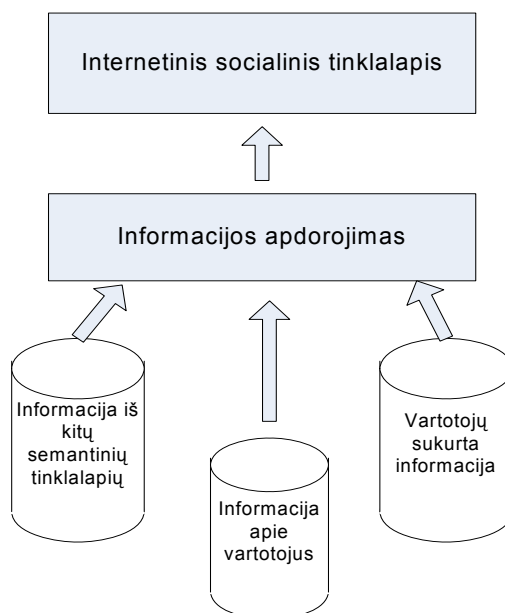 Internetinis socialinis tinklalapis
Informacijos apdorojimas
Informacija iš
kitų
semantinių
tinklalapių
Informacija
apie
vartotojus
Vartotojų
sukurta
informacija